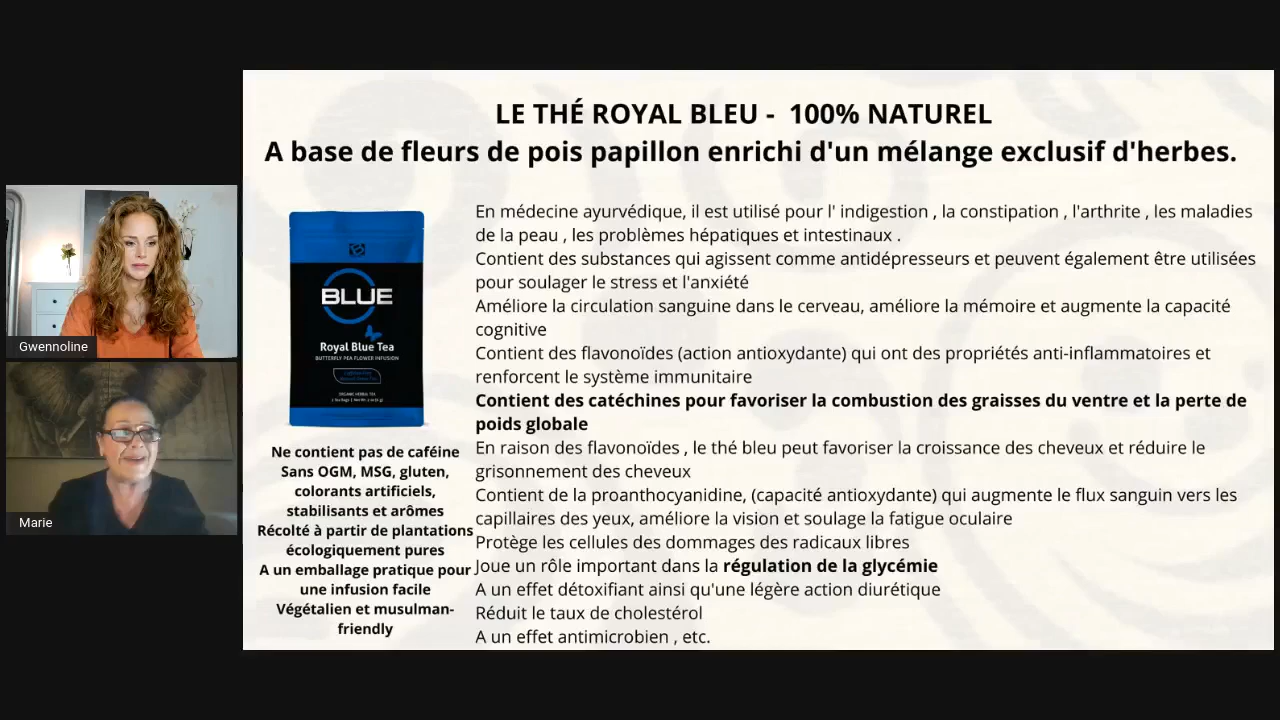 LE THÉ ROYAL BLEU - 100% NATUREL
A base de fleurs de pois papillon enrichi d'un mélange exclusif d'herbes.
Gwennoline
Marie
BLUE
Royal Blue Tea
BUTTERFLY PEA FLOWER INFUSION
ORGANIC HERBAL TEA
Ne contient pas de caféine
Sans OGM, MSG, gluten,
colorants artificiels,
stabilisants et arômes
Récolté à partir de plantations
écologiquement pures
A un emballage pratique pour
une infusion facile
Végétalien et musulman-
friendly
En médecine ayurvédique, il est utilisé pour l' indigestion , la constipation , l'arthrite , les maladies
de la peau , les problèmes hépatiques et intestinaux .
Contient des substances qui agissent comme antidépresseurs et peuvent également être utilisées
pour soulager le stress et l'anxiété
Améliore la circulation sanguine dans le cerveau, améliore la mémoire et augmente la capacité
cognitive
Contient des flavonoïdes (action antioxydante) qui ont des propriétés anti-inflammatoires et
renforcent le système immunitaire
Contient des catéchines pour favoriser la combustion des graisses du ventre et la perte de
poids globale
En raison des flavonoïdes , le thé bleu peut favoriser la croissance des cheveux et réduire le
grisonnement des cheveux
Contient de la proanthocyanidine, (capacité antioxydante) qui augmente le flux sanguin vers les
capillaires des yeux, améliore la vision et soulage la fatigue oculaire
Protège les cellules des dommages des radicaux libres
Joue un rôle important dans la régulation de la glycémie
A un effet détoxifiant ainsi qu'une légère action diurétique
Réduit le taux de cholestérol
A un effet antimicrobien , etc.